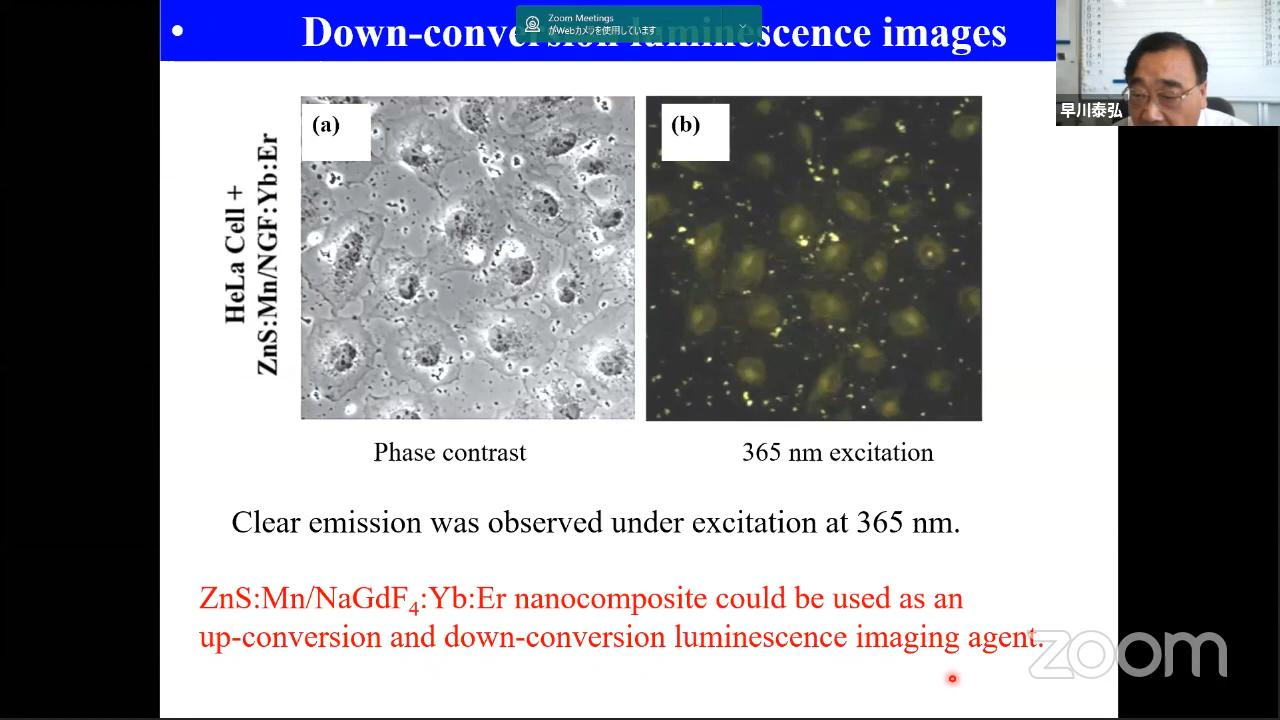 • Down-conversion luminescence images
Zoom Meetings
がWebカメラを使用しています
早川泰弘
HeLa Cell +
ZnS:Mn/NGF:Yb:Er
(a)
(b)
Phase contrast
365 nm excitation
Clear emission was observed under excitation at 365 nm.
ZnS:Mn/NaGdF4:Yb:Er nanocomposite could be used as an
up-conversion and down-conversion luminescence imaging agent.
zoom